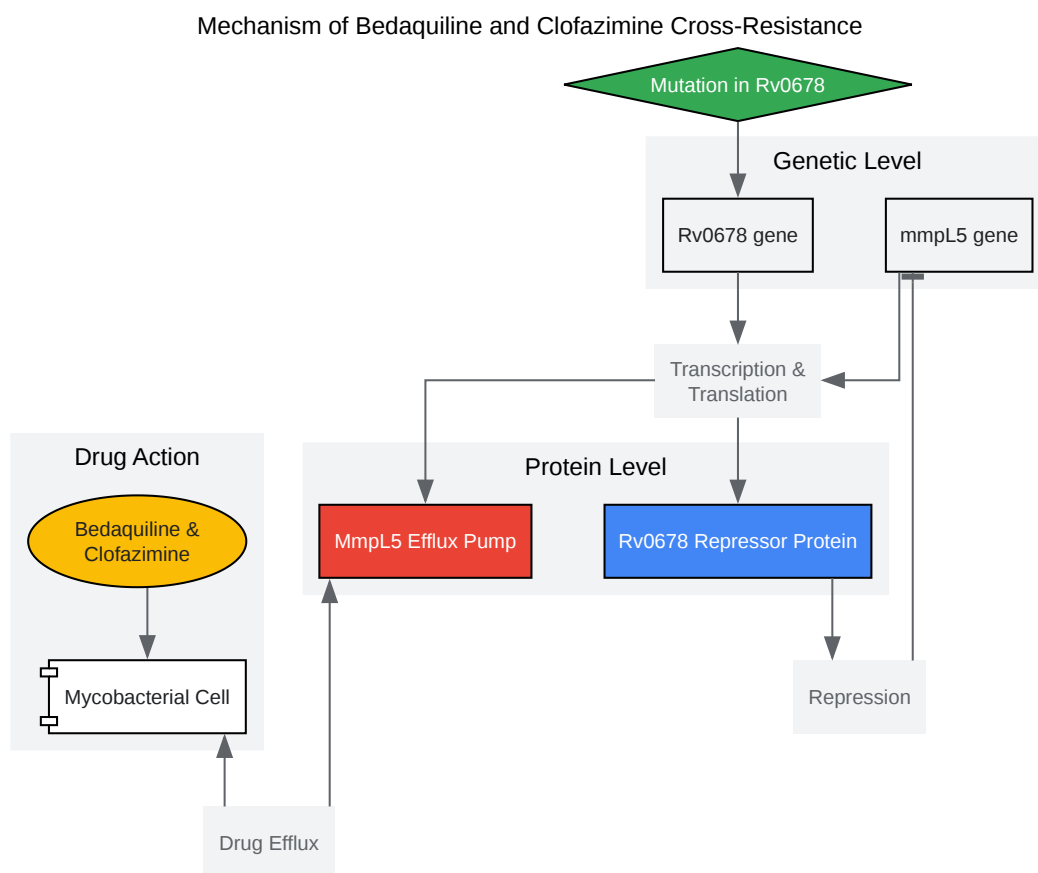 Mechanism of Bedaquiline and Clofazimine Cross-Resistance
Mutation in Rv0678
Genetic Level
Rv0678 gene
mmpL5 gene
Transcription &
Translation
Drug Action
Bedaquiline &
Clofazimine
Mycobacterial Cell
Protein Level
MmpL5 Efflux Pump
Rv0678 Repressor Protein
Repression
Drug Efflux